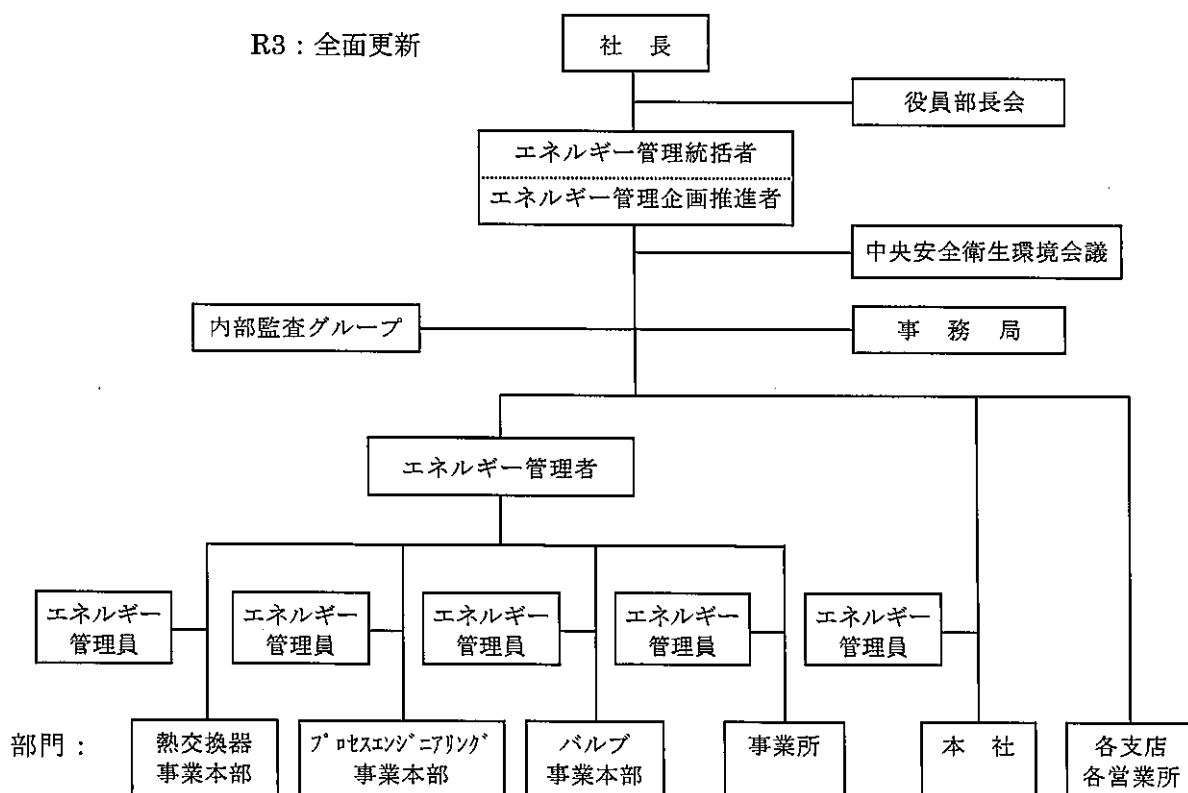 R3：全面更新
社　長
役員部長会
エネルギー管理統括者
エネルギー管理企画推進者
中央安全衛生環境会議
内部監査グループ
事　務　局
エネルギー管理者
エネルギー
管理員
エネルギー
管理員
エネルギー
管理員
エネルギー
管理員
エネルギー
管理員
部門：
熱交換器
事業本部
ﾌﾟﾛｾｽｴﾝｼﾞﾆｱﾘﾝｸﾞ
事業本部
バルブ
事業本部
事業所
本　社
各支店
各営業所